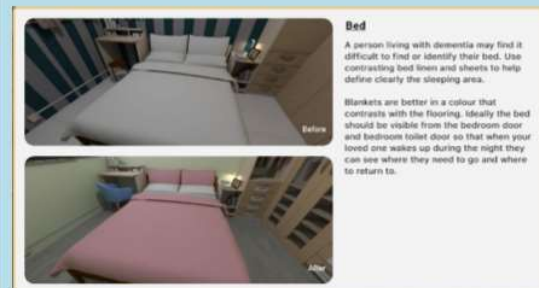 Bed
A person living with dementia may find it
difficult to find or identify their bed. Use
contrasting bed linen and sheets to help
define clearly the sleeping area.
Blankets are better in a colour that
contrasts with the flooring. Ideally the bed
should be visible from the bedroom door
and bedroom toilet door so that when your
loved one wakes up during the night they
can see where they need to go and where
to return to.
Before
After